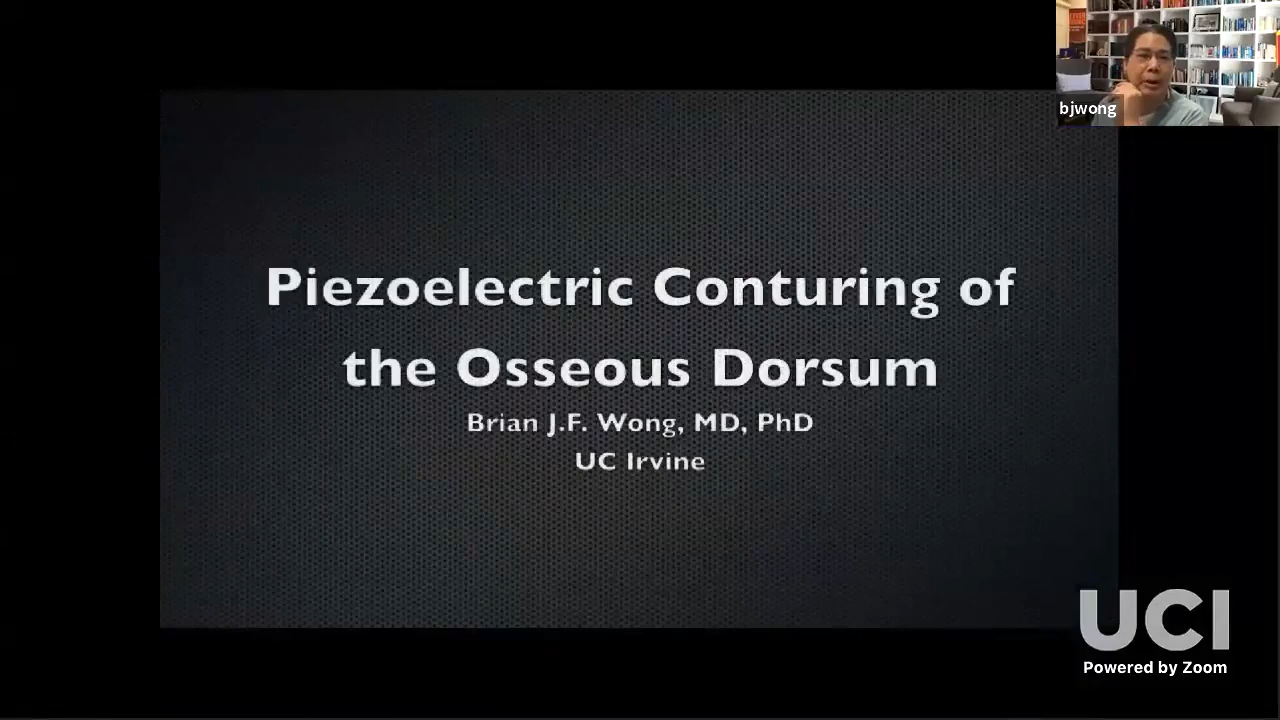 bjwong
Piezoelectric Conturing of
the Osseous Dorsum
Brian J.F. Wong, MD, PhD
UC Irvine
UCI
Powered by Zoom